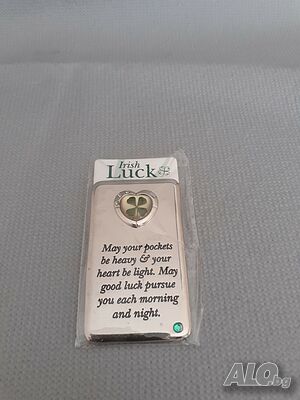 Irish
Luck
May your pockets
be heavy & your
heart be light. May
good luck pursue
you each morning
and night.
ALO.bg